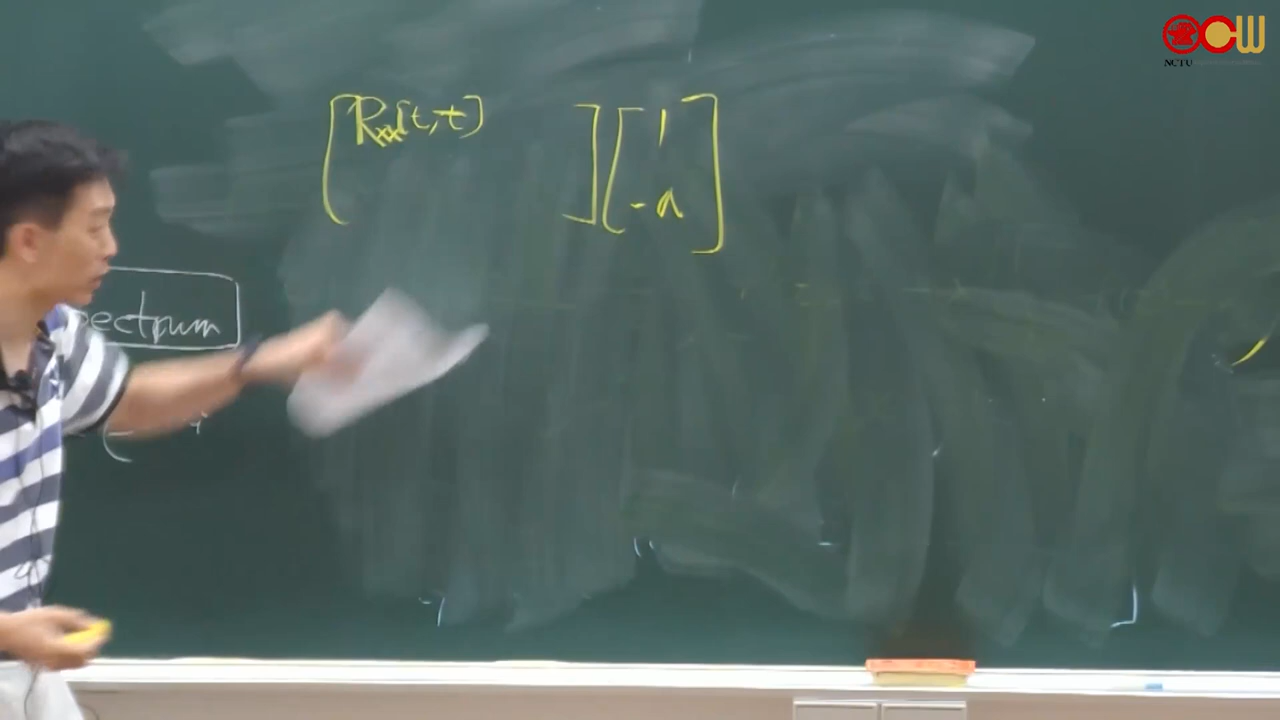 OCW
NCTU
[Rxx[t,t] ][1
-a]
pectrum